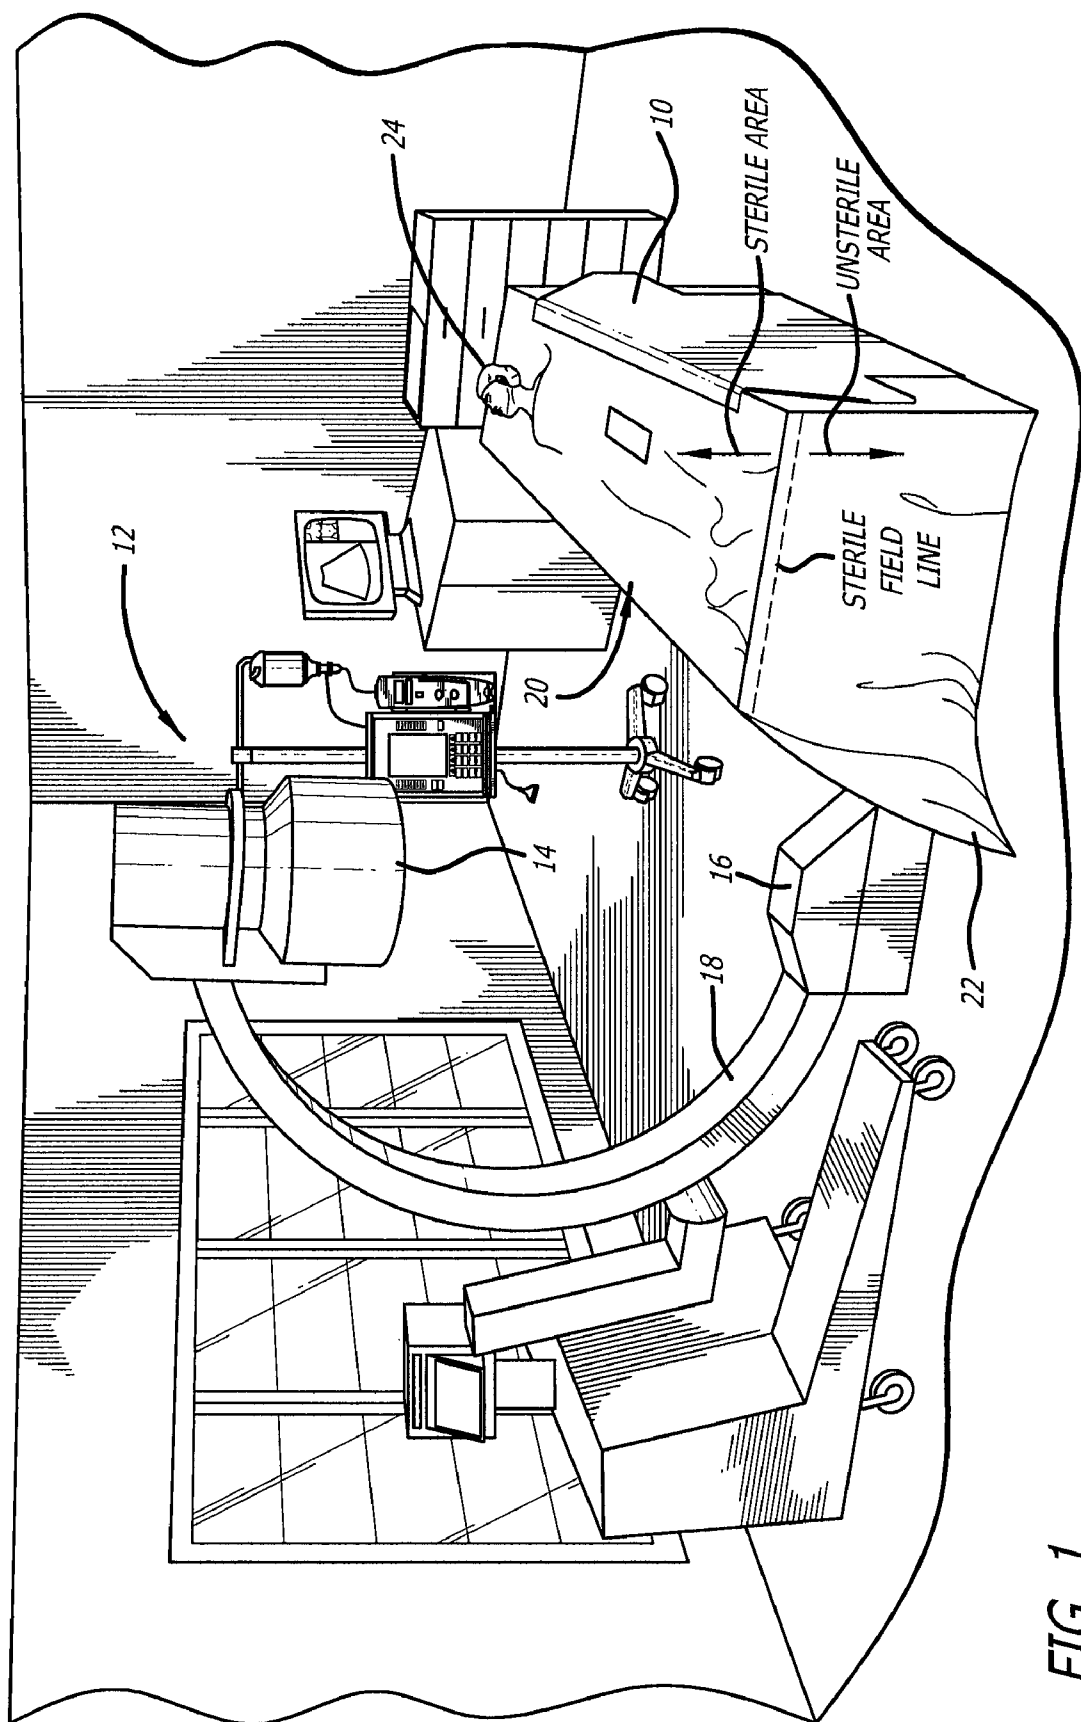 12
24
14
20
10
STERILE AREA
UNSTERILE
AREA
STERILE
FIELD
LINE
18
16
22
FIG. 1